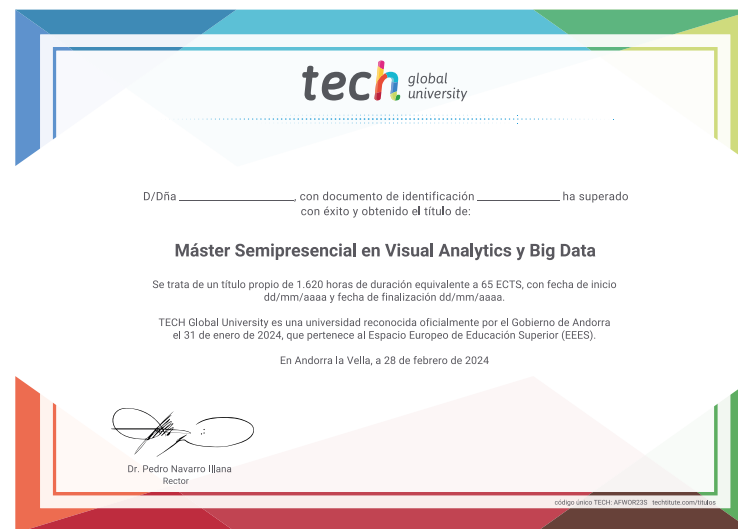 tech global
university
D/Dña ______________, con documento de identificación ______________ ha superado
con éxito y obtenido el título de:
Máster Semipresencial en Visual Analytics y Big Data
Se trata de un título propio de 1.620 horas de duración equivalente a 65 ECTS, con fecha de inicio
dd/mm/aaaa y fecha de finalización dd/mm/aaaa.
TECH Global University es una universidad reconocida oficialmente por el Gobierno de Andorra
el 31 de enero de 2024, que pertenece al Espacio Europeo de Educación Superior (EEES).
En Andorra la Vella, a 28 de febrero de 2024
Dr. Pedro Navarro Illana
Rector
código único TECH: AFWOR23S techtitute.com/titulos